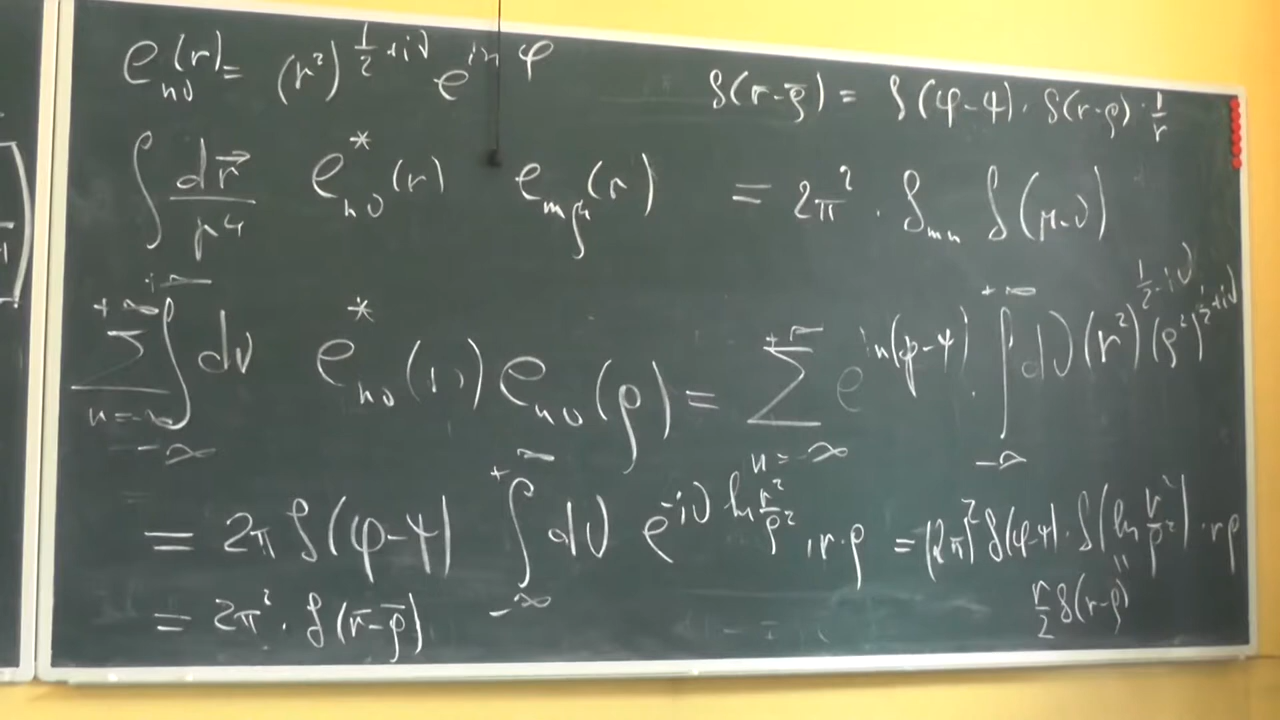 e_{nν}(r) = (r²)^{1/2+iν} e^{inφ}
δ(r̄-ρ̄) = δ(φ-ψ)·δ(r-ρ)·1/r
∫ dr⃗/r⁴ e*_{nν}(r) e_{mμ}(r) = 2π²·δ_{mn} δ(μ-ν)
∑_{n=-∞}^{+∞} ∫_{-∞}^{+∞} dν e*_{nν}(r) e_{nν}(ρ) = ∑_{n=-∞}^{+∞} e^{in(φ-ψ)}·∫_{-∞}^{+∞} dν (r²)^{1/2-iν} (ρ²)^{1/2+iν}
= 2π δ(φ-ψ) ∫_{-∞}^{+∞} dν e^{-iν ln r²/ρ²}·r·ρ = (2π)² δ(φ-ψ)·δ(ln r²/ρ²)·rρ
= 2π²·δ(r̄-ρ̄)
r/2 δ(r-ρ)